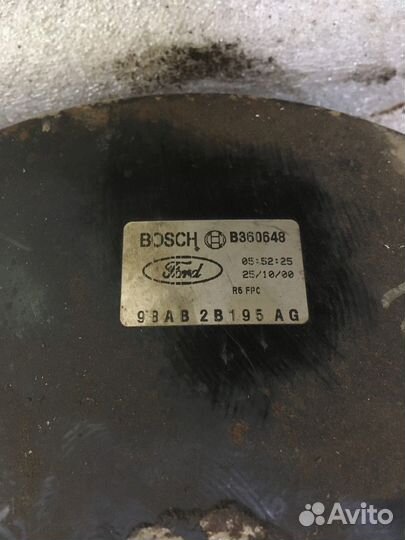 BOSCH B360648
05:52:25
Ford
25/10/00
R6 FPC
98AB 2B195 AG
Avito